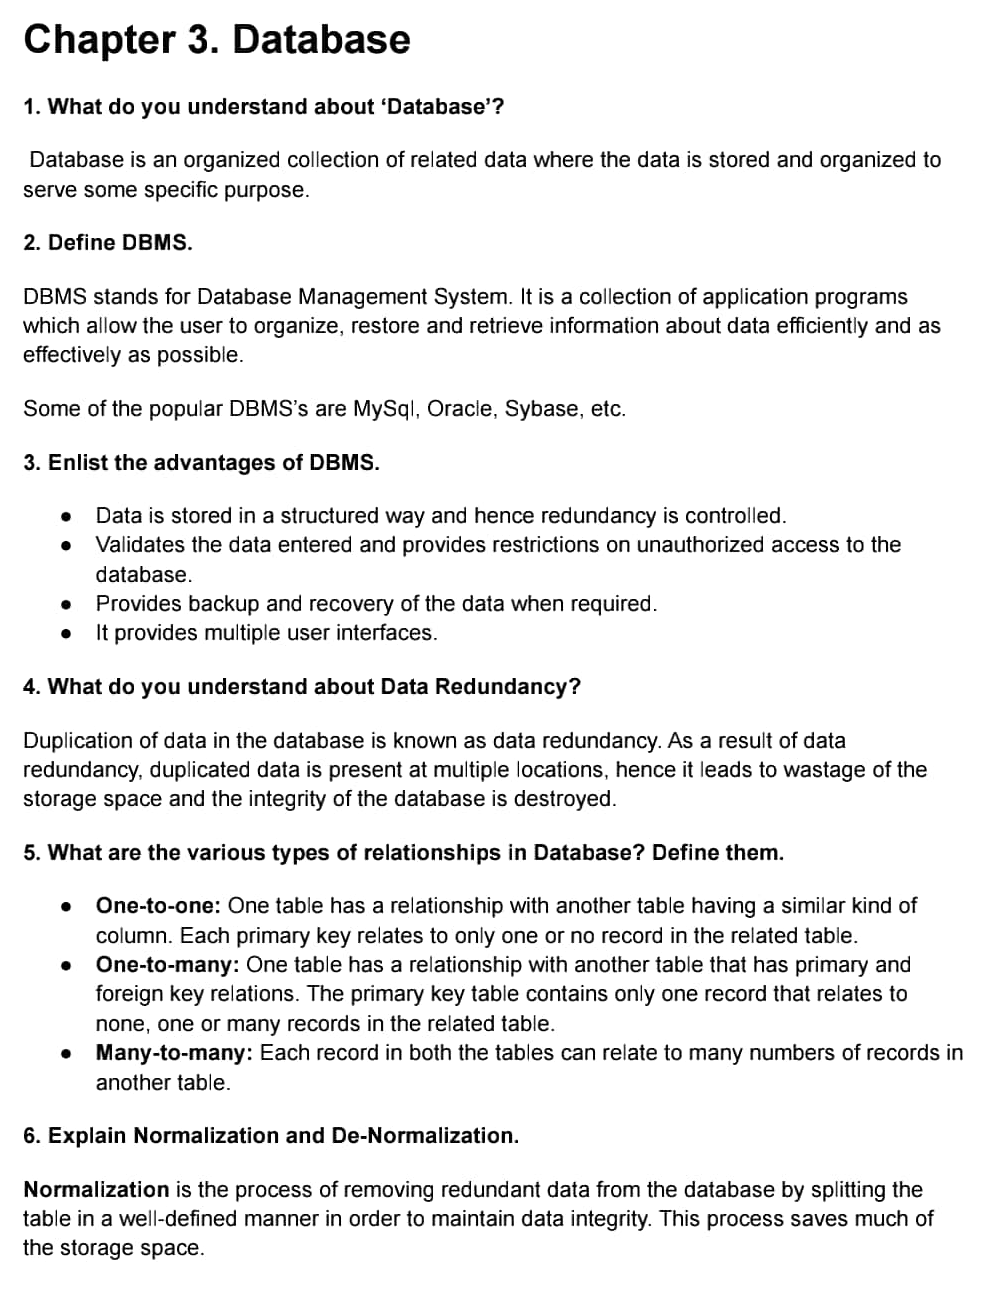 Chapter 3. Database
1. What do you understand about ‘Database’?
Database is an organized collection of related data where the data is stored and organized to
serve some specific purpose.
2. Define DBMS.
DBMS stands for Database Management System. It is a collection of application programs
which allow the user to organize, restore and retrieve information about data efficiently and as
effectively as possible.
Some of the popular DBMS’s are MySql, Oracle, Sybase, etc.
3. Enlist the advantages of DBMS.
● Data is stored in a structured way and hence redundancy is controlled.
● Validates the data entered and provides restrictions on unauthorized access to the
database.
● Provides backup and recovery of the data when required.
● It provides multiple user interfaces.
4. What do you understand about Data Redundancy?
Duplication of data in the database is known as data redundancy. As a result of data
redundancy, duplicated data is present at multiple locations, hence it leads to wastage of the
storage space and the integrity of the database is destroyed.
5. What are the various types of relationships in Database? Define them.
● One-to-one: One table has a relationship with another table having a similar kind of
column. Each primary key relates to only one or no record in the related table.
● One-to-many: One table has a relationship with another table that has primary and
foreign key relations. The primary key table contains only one record that relates to
none, one or many records in the related table.
● Many-to-many: Each record in both the tables can relate to many numbers of records in
another table.
6. Explain Normalization and De-Normalization.
Normalization is the process of removing redundant data from the database by splitting the
table in a well-defined manner in order to maintain data integrity. This process saves much of
the storage space.